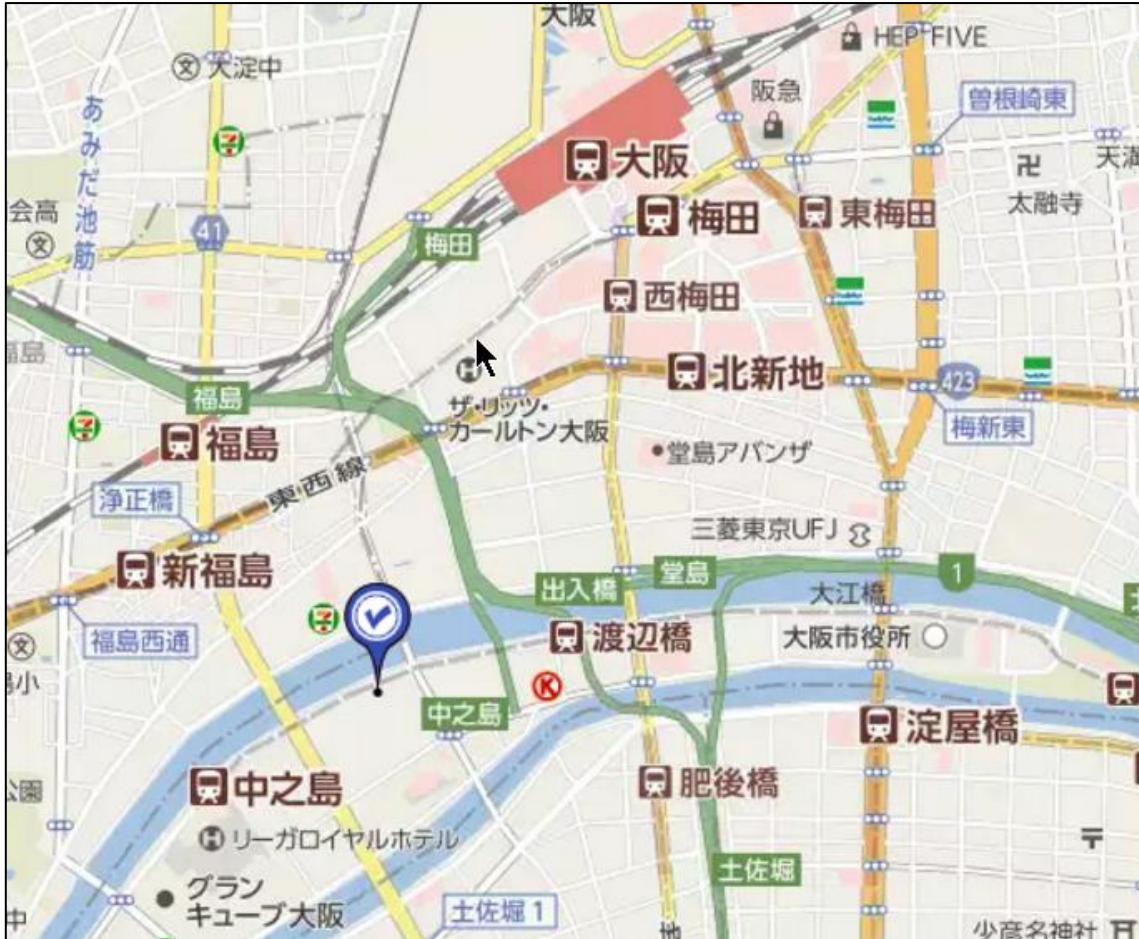 大阪
HEP FIVE
大淀中
阪急
曽根崎東
あみだ池筋
大阪
天満
太融寺
会高
41
梅田
東梅田
梅田
西梅田
福島
北新地
423
福島
ザ・リッツ・
カールトン大阪
梅新東
福島
堂島アバンザ
東西線
浄正橋
三菱東京UFJ
新福島
堂島
1
出入橋
大江橋
福島西通
渡辺橋
大阪市役所
島小
K
中之島
淀屋橋
公園
中之島
肥後橋
リーガロイヤルホテル
土佐堀
グラン
キューブ大阪
中
土佐堀1
少彦名神社